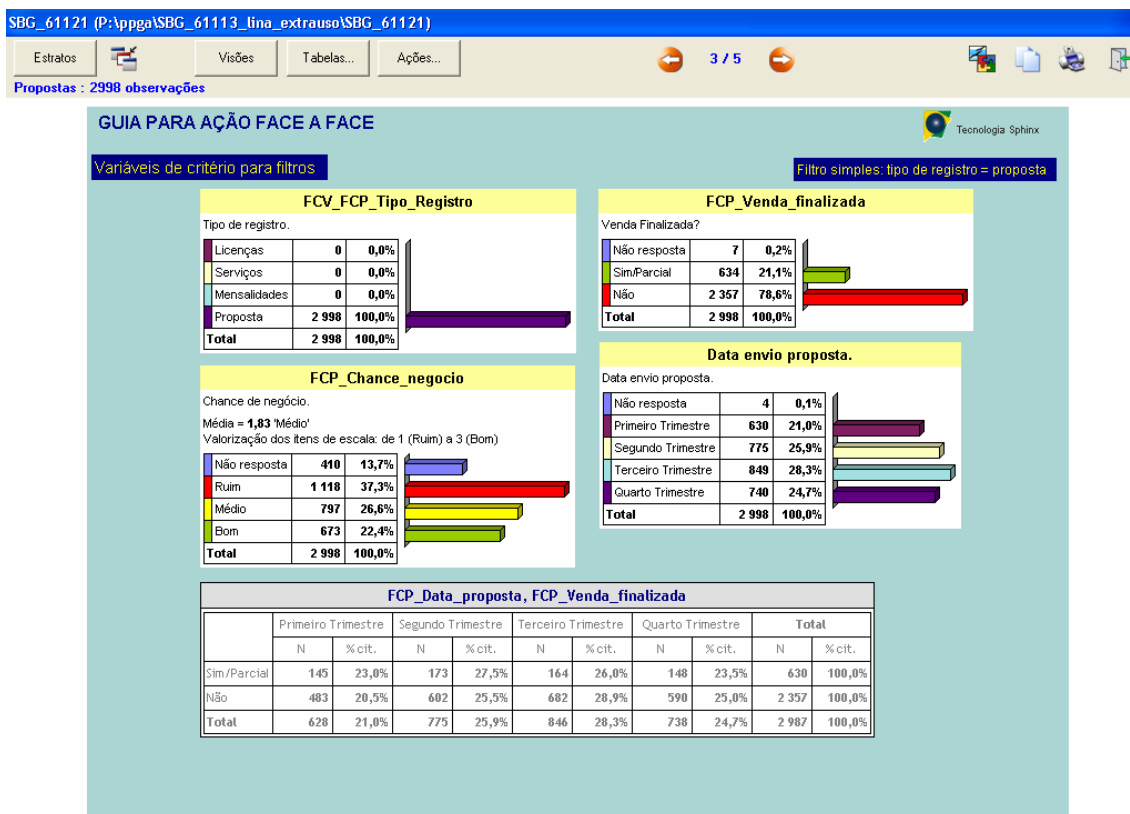 SBG_61121 (P:\ppga\SBG_61113_lina_extrauso\SBG_61121)
Estratos Visões Tabelas... Ações... 3 / 5
Propostas : 2998 observações
GUIA PARA AÇÃO FACE A FACE
Tecnologia Sphinx
Variáveis de critério para filtros
Filtro simples: tipo de registro = proposta
FCV_FCP_Tipo_Registro
Tipo de registro.
Licenças 0 0,0%
Serviços 0 0,0%
Mensalidades 0 0,0%
Proposta 2 998 100,0%
Total 2 998 100,0%
FCP_Venda_finalizada
Venda Finalizada?
Não resposta 7 0,2%
Sim/Parcial 634 21,1%
Não 2 357 78,6%
Total 2 998 100,0%
FCP_Chance_negocio
Chance de negócio.
Média = 1,83 'Médio'
Valorização dos itens de escala: de 1 (Ruim) a 3 (Bom)
Não resposta 410 13,7%
Ruim 1 118 37,3%
Médio 797 26,6%
Bom 673 22,4%
Total 2 998 100,0%
Data envio proposta.
Data envio proposta.
Não resposta 4 0,1%
Primeiro Trimestre 630 21,0%
Segundo Trimestre 775 25,9%
Terceiro Trimestre 849 28,3%
Quarto Trimestre 740 24,7%
Total 2 998 100,0%
FCP_Data_proposta, FCP_Venda_finalizada
Primeiro Trimestre Segundo Trimestre Terceiro Trimestre Quarto Trimestre Total
N % cit. N % cit. N % cit. N % cit. N % cit.
Sim/Parcial 145 23,0% 173 27,5% 164 26,0% 148 23,5% 630 100,0%
Não 483 20,5% 602 25,5% 682 28,9% 590 25,0% 2 357 100,0%
Total 628 21,0% 775 25,9% 846 28,3% 738 24,7% 2 987 100,0%